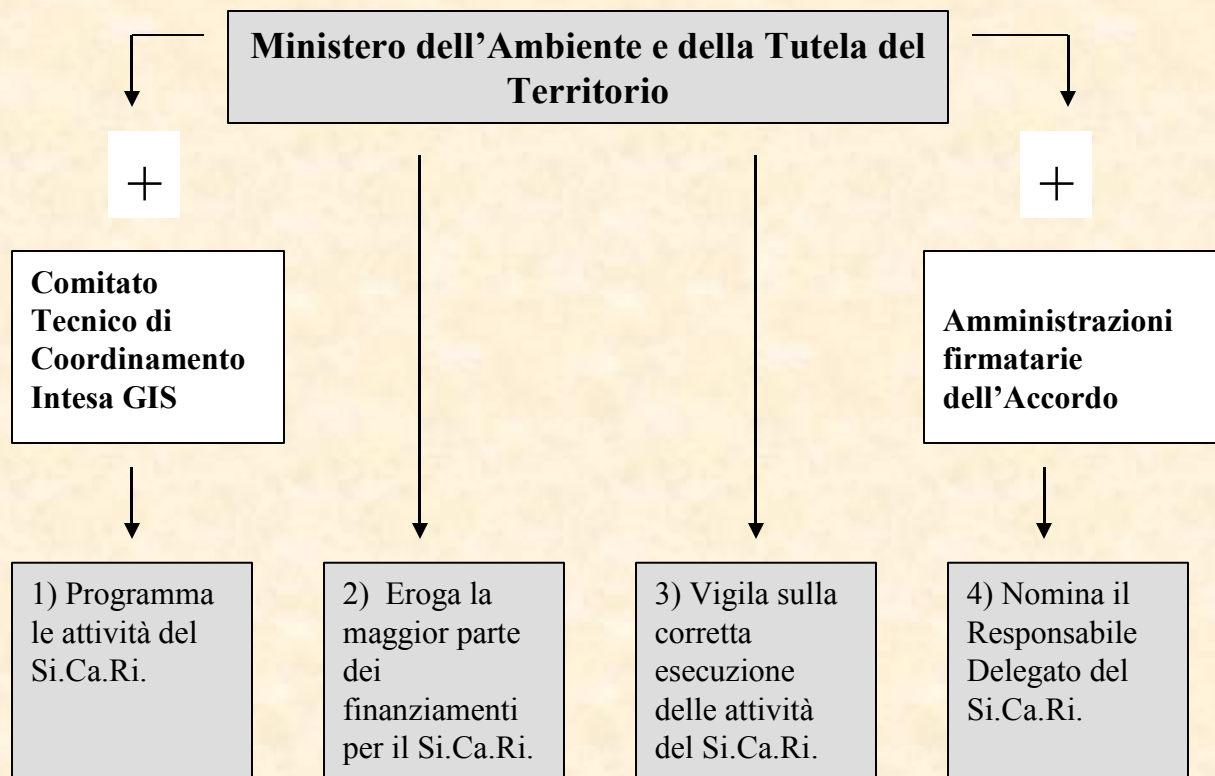 Ministero dell’Ambiente e della Tutela del
Territorio
+
+
Comitato
Tecnico di
Coordinamento
Intesa GIS
Amministrazioni
firmatarie
dell’Accordo
1) Programma
le attività del
Si.Ca.Ri.
2) Eroga la
maggior parte
dei
finanziamenti
per il Si.Ca.Ri.
3) Vigila sulla
corretta
esecuzione
delle attività
del Si.Ca.Ri.
4) Nomina il
Responsabile
Delegato del
Si.Ca.Ri.